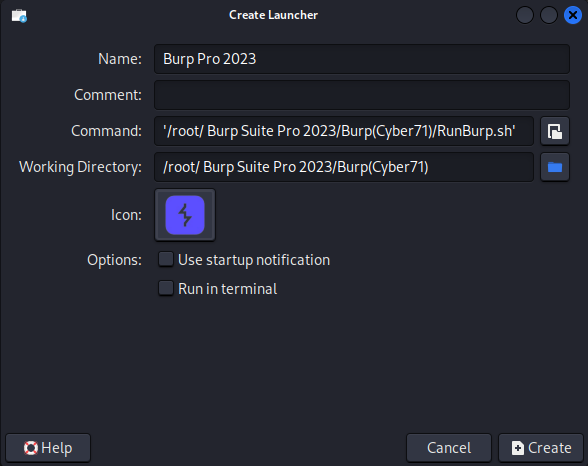 Create Launcher
Name: Burp Pro 2023
Comment:
Command: '/root/ Burp Suite Pro 2023/Burp(Cyber71)/RunBurp.sh'
Working Directory: /root/ Burp Suite Pro 2023/Burp(Cyber71)
Icon:
Options: Use startup notification
Run in terminal
Help Cancel Create